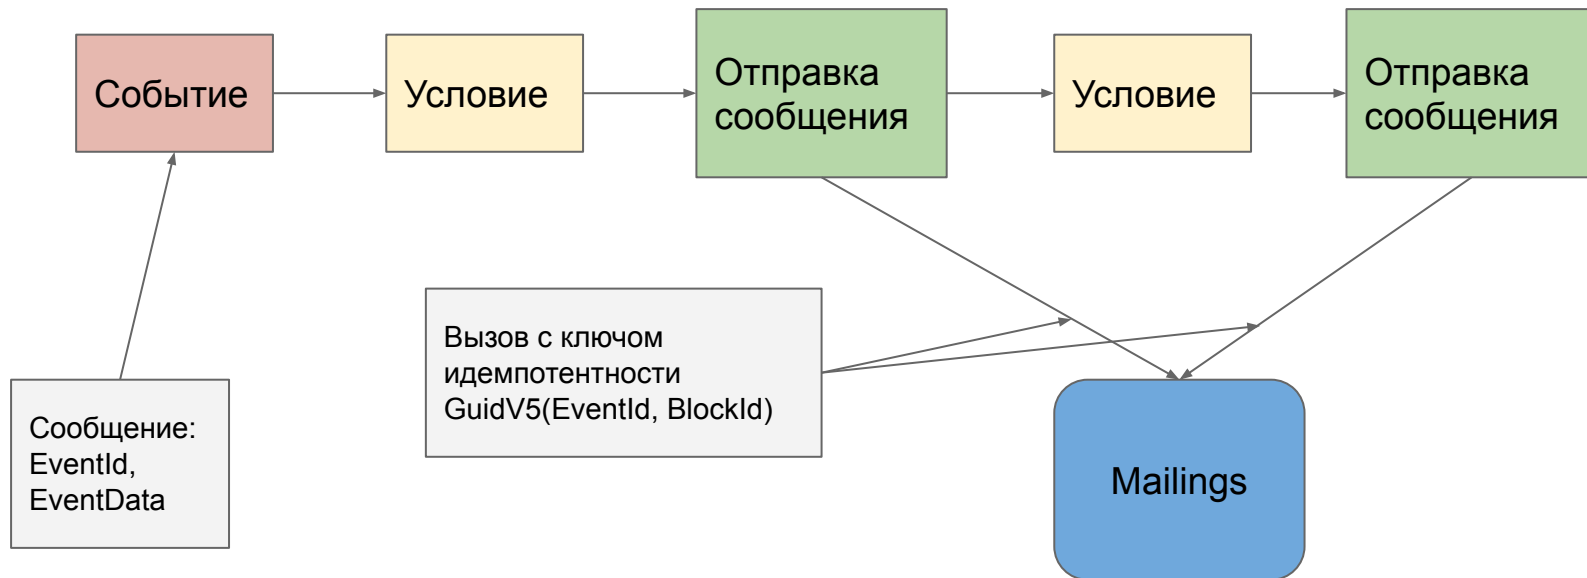 Событие
Условие
Отправка
сообщения
Условие
Отправка
сообщения
Вызов с ключом
идемпотентности
GuidV5(EventId, BlockId)
Сообщение:
EventId,
EventData
Mailings